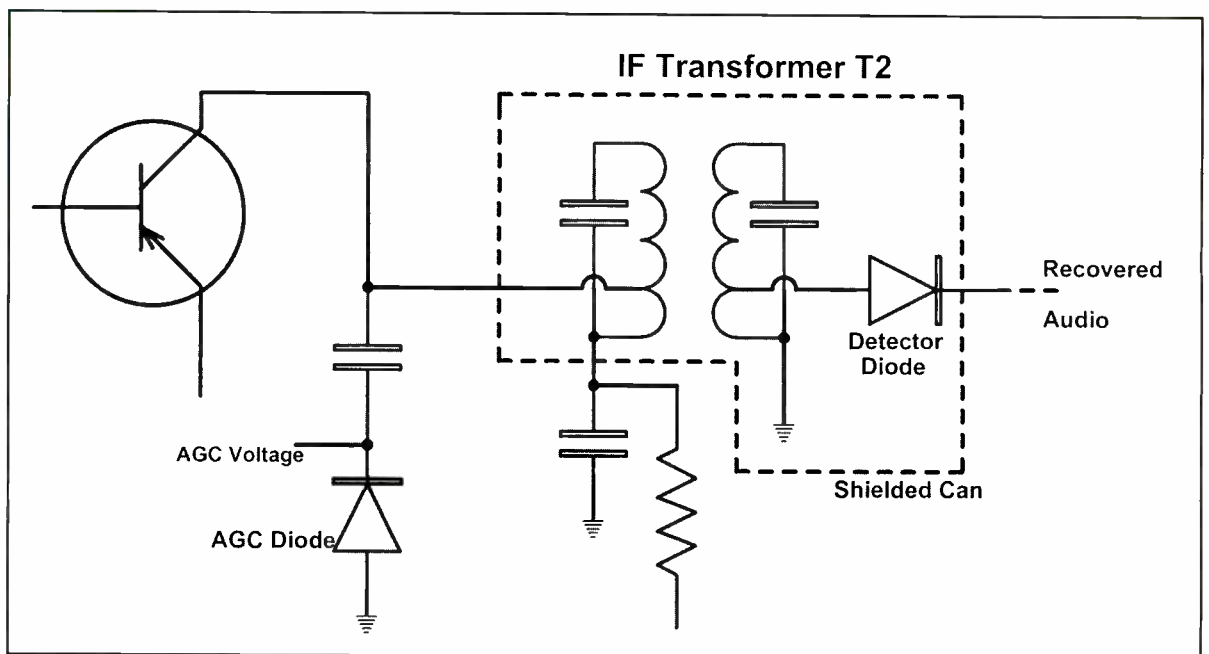 IF Transformer T2
Recovered
Audio
Detector
Diode
AGC Voltage
Shielded Can
AGC Diode